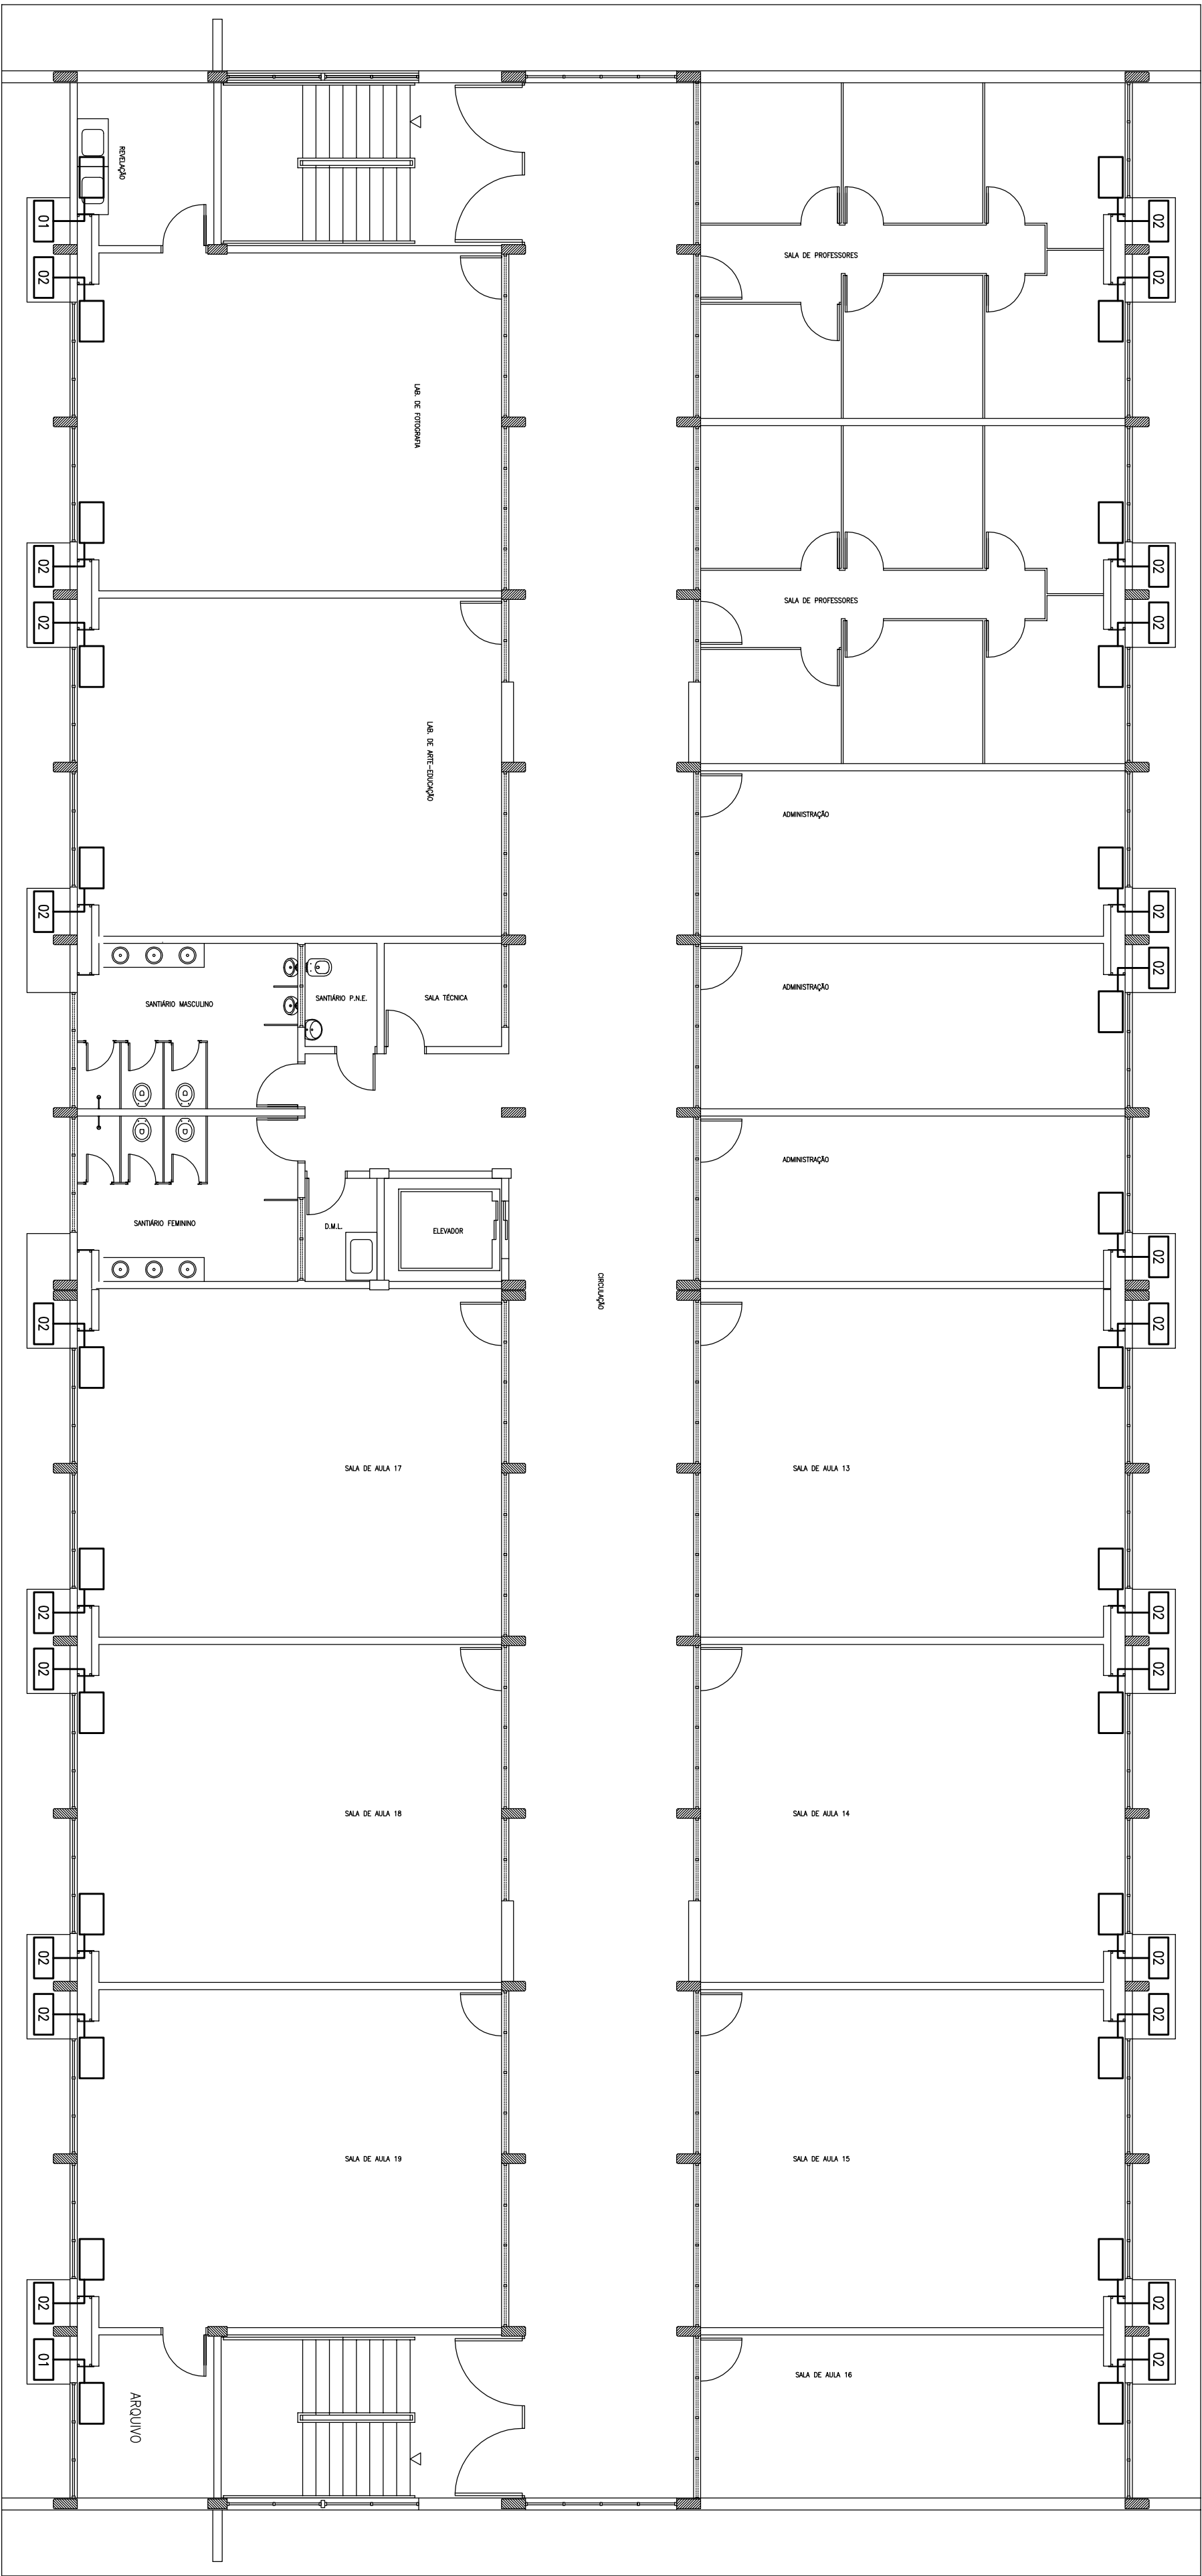 REVELAÇÃO
01
02
02
SALA DE PROFESSORES
02
LAB. DE FOTOGRAFIA
02
02
02
SALA DE PROFESSORES
02
LAB. DE ARTE-EDUCAÇÃO
ADMINISTRAÇÃO
02
02
02
SANTIÁRIO MASCULINO
SANTIÁRIO P.N.E.
SALA TÉCNICA
ADMINISTRAÇÃO
ADMINISTRAÇÃO
SANTIÁRIO FEMININO
D.M.L.
ELEVADOR
02
CIRCULAÇÃO
02
02
SALA DE AULA 17
SALA DE AULA 13
02
02
02
02
SALA DE AULA 18
SALA DE AULA 14
02
02
02
02
SALA DE AULA 19
SALA DE AULA 15
02
02
01
02
SALA DE AULA 16
ARQUIVO